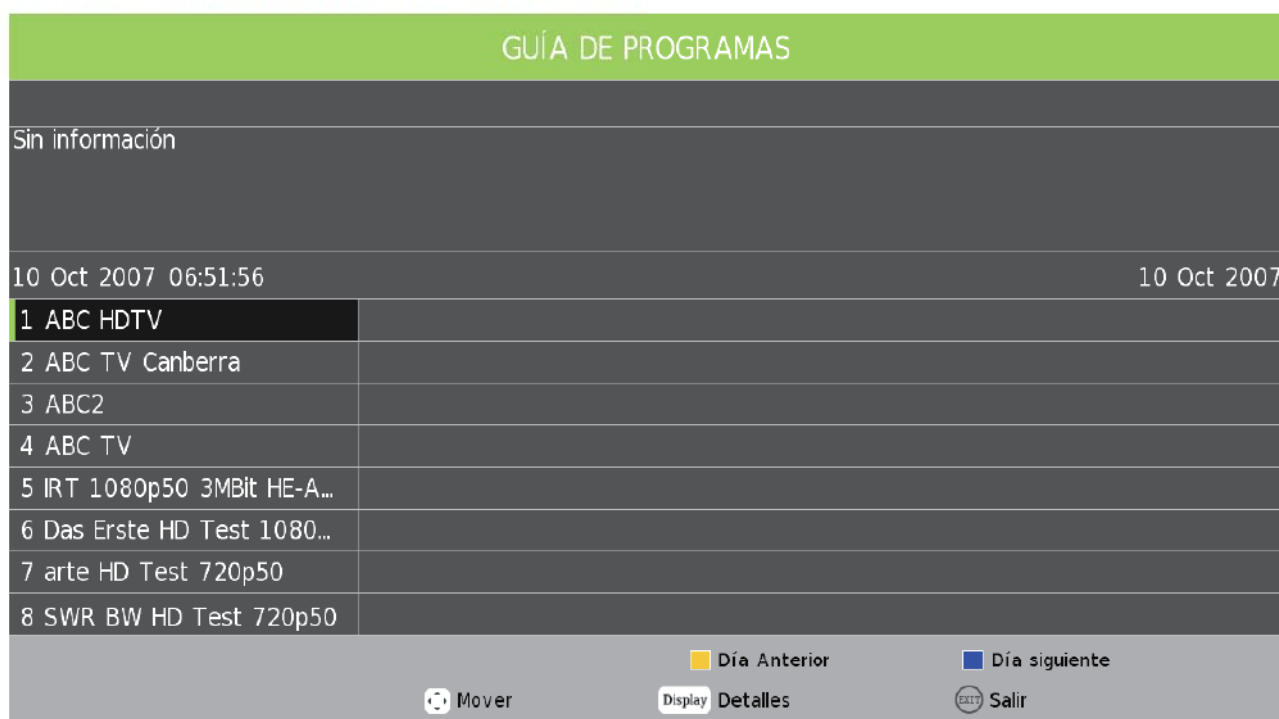 GUÍA DE PROGRAMAS
Sin información
10 Oct 2007 06:51:56 10 Oct 2007
1 ABC HDTV
2 ABC TV Canberra
3 ABC2
4 ABC TV
5 IRT 1080p50 3MBit HE-A...
6 Das Erste HD Test 1080...
7 arte HD Test 720p50
8 SWR BW HD Test 720p50
Día Anterior Día siguiente
Mover Display Detalles EXIT Salir